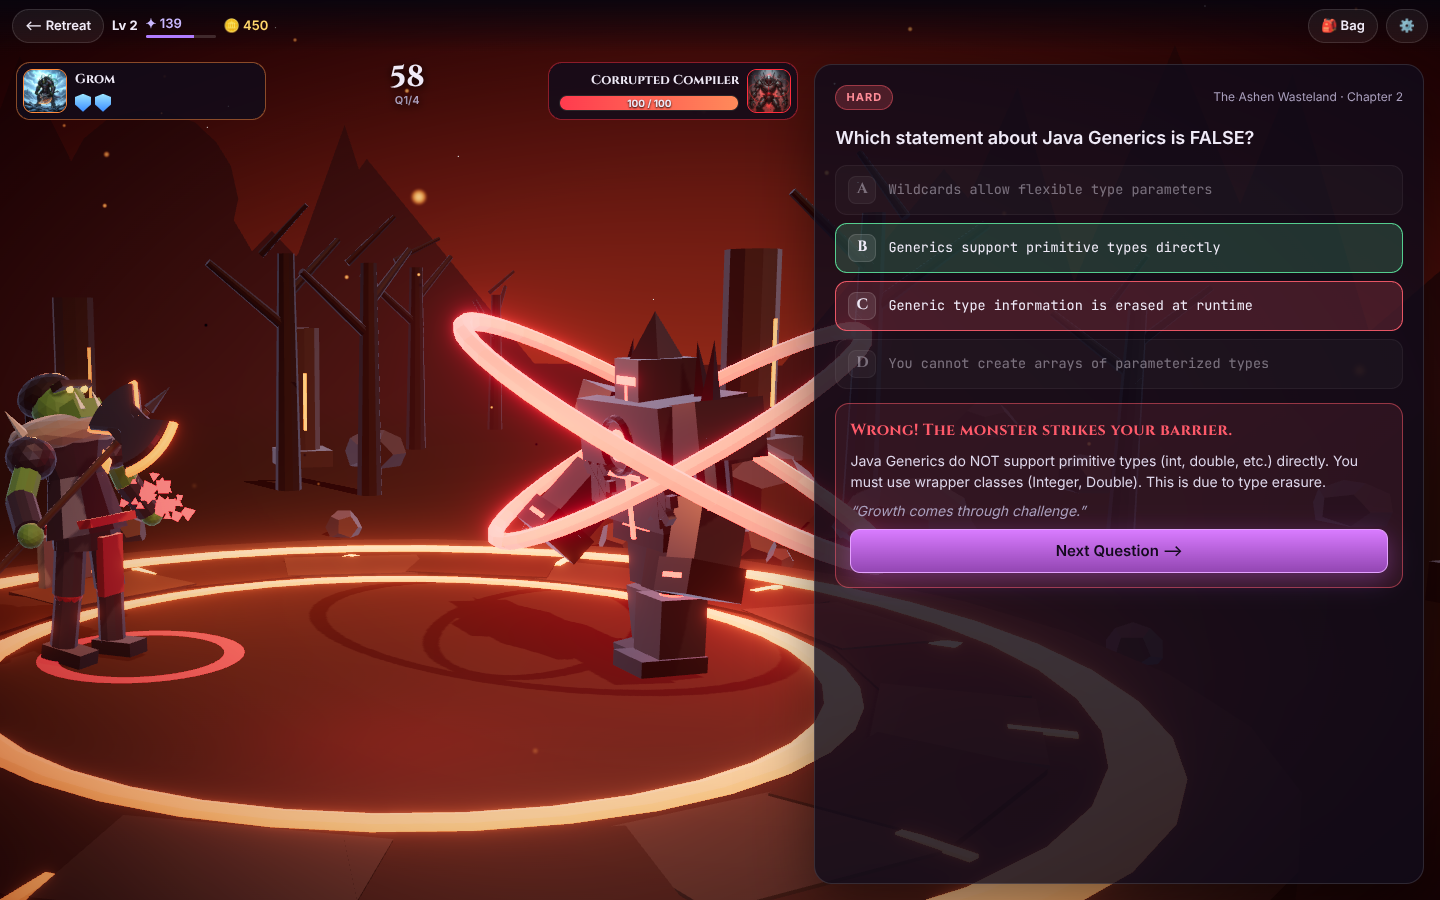 ← Retreat
Lv 2
✦ 139
450
Bag
GROM
58
Q1/4
CORRUPTED COMPILER
100 / 100
HARD
The Ashen Wasteland · Chapter 2
Which statement about Java Generics is FALSE?
A Wildcards allow flexible type parameters
B Generics support primitive types directly
C Generic type information is erased at runtime
D You cannot create arrays of parameterized types
WRONG! THE MONSTER STRIKES YOUR BARRIER.
Java Generics do NOT support primitive types (int, double, etc.) directly. You
must use wrapper classes (Integer, Double). This is due to type erasure.
“Growth comes through challenge.”
Next Question →